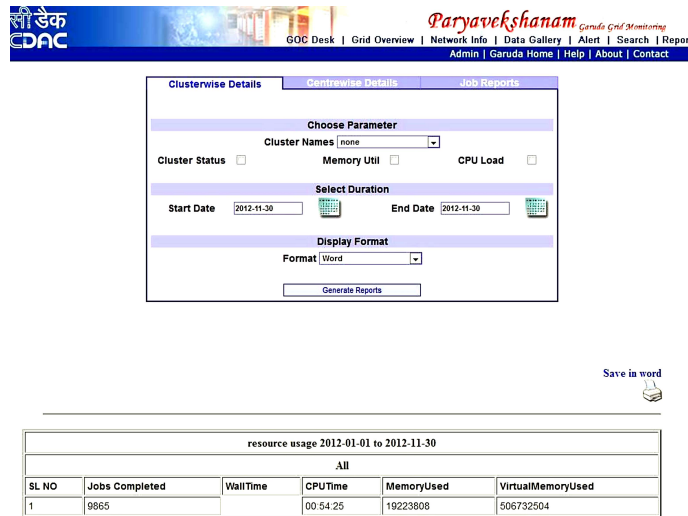 सी डैक
CDAC
Paryavekshanam Garuda Grid Monitoring
GOC Desk | Grid Overview | Network Info | Data Gallery | Alert | Search | Repor
Admin | Garuda Home | Help | About | Contact
Clusterwise Details Centrewise Details Job Reports
Choose Parameter
Cluster Names none
Cluster Status Memory Util CPU Load
Select Duration
Start Date 2012-11-30 End Date 2012-11-30
Display Format
Format Word
Generate Reports
Save in word
resource usage 2012-01-01 to 2012-11-30
All
SL NO Jobs Completed WallTime CPUTime MemoryUsed VirtualMemoryUsed
1 9865 00:54:25 19223808 506732504